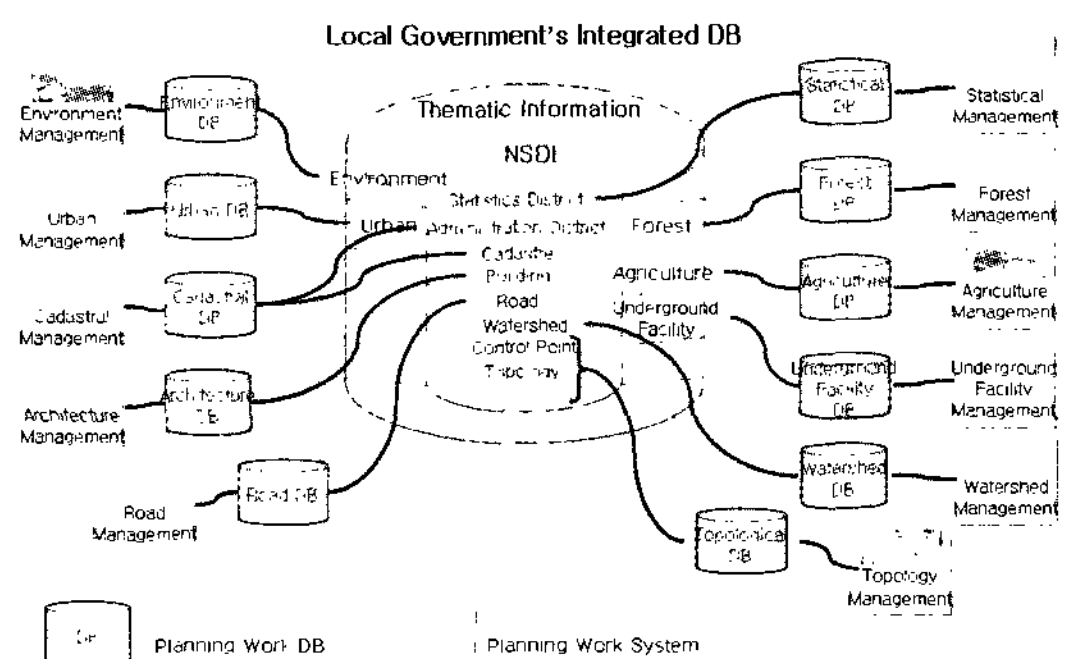 Local Government's Integrated DB
Environment
Management
Environment
DB
Thematic Information
NSDI
Statistical
DB
Statistical
Management
Environment
Statistics District
Urban
Management
Urban DB
Urban
Administration District
Forest
Forest
DB
Forest
Management
Cadastral
Management
Cadastral
DB
Cadastre
Building
Road
Watershed
Control Point
Topology
Agriculture
Underground
Facility
Agriculture
DB
Agriculture
Management
Architecture
Management
Architecture
DB
Underground
Facility
DB
Underground
Facility
Management
Road
Management
Road DB
Watershed
DB
Watershed
Management
Topological
DB
Topology
Management
DB
Planning Work DB
Planning Work System